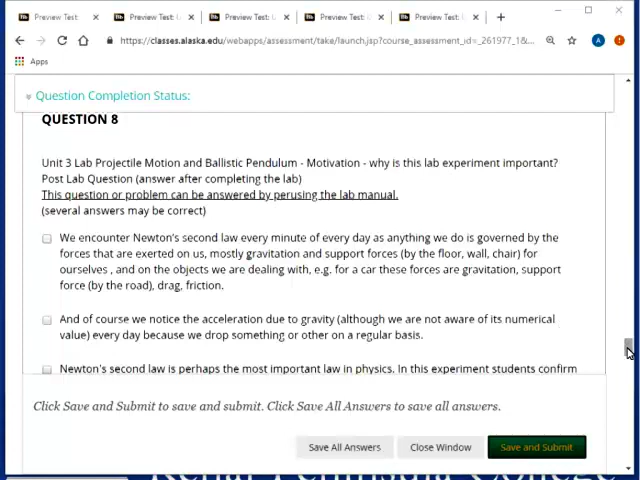 Preview Test:
Preview Test: L
Preview Test: L
Preview Test: L
Preview Test: L
https://classes.alaska.edu/webapps/assessment/take/launch.jsp?course_assessment_id=_261977_1&...
A
Apps
Question Completion Status:
QUESTION 8
Unit 3 Lab Projectile Motion and Ballistic Pendulum - Motivation - why is this lab experiment important?
Post Lab Question (answer after completing the lab)
This question or problem can be answered by perusing the lab manual.
(several answers may be correct)
We encounter Newton's second law every minute of every day as anything we do is governed by the
forces that are exerted on us, mostly gravitation and support forces (by the floor, wall, chair) for
ourselves , and on the objects we are dealing with, e.g. for a car these forces are gravitation, support
force (by the road), drag, friction.
And of course we notice the acceleration due to gravity (although we are not aware of its numerical
value) every day because we drop something or other on a regular basis.
Newton's second law is perhaps the most important law in physics. In this experiment students confirm
Click Save and Submit to save and submit. Click Save All Answers to save all answers.
Save All Answers
Close Window
Save and Submit
Kenai Peninsula College